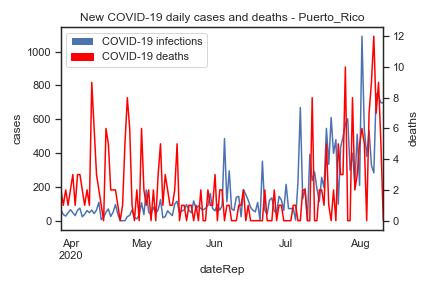 New COVID-19 daily cases and deaths - Puerto_Rico
COVID-19 infections
COVID-19 deaths
cases
1000
800
600
400
200
0
deaths
12
10
8
6
4
2
0
Apr
2020
May
Jun
Jul
Aug
dateRep